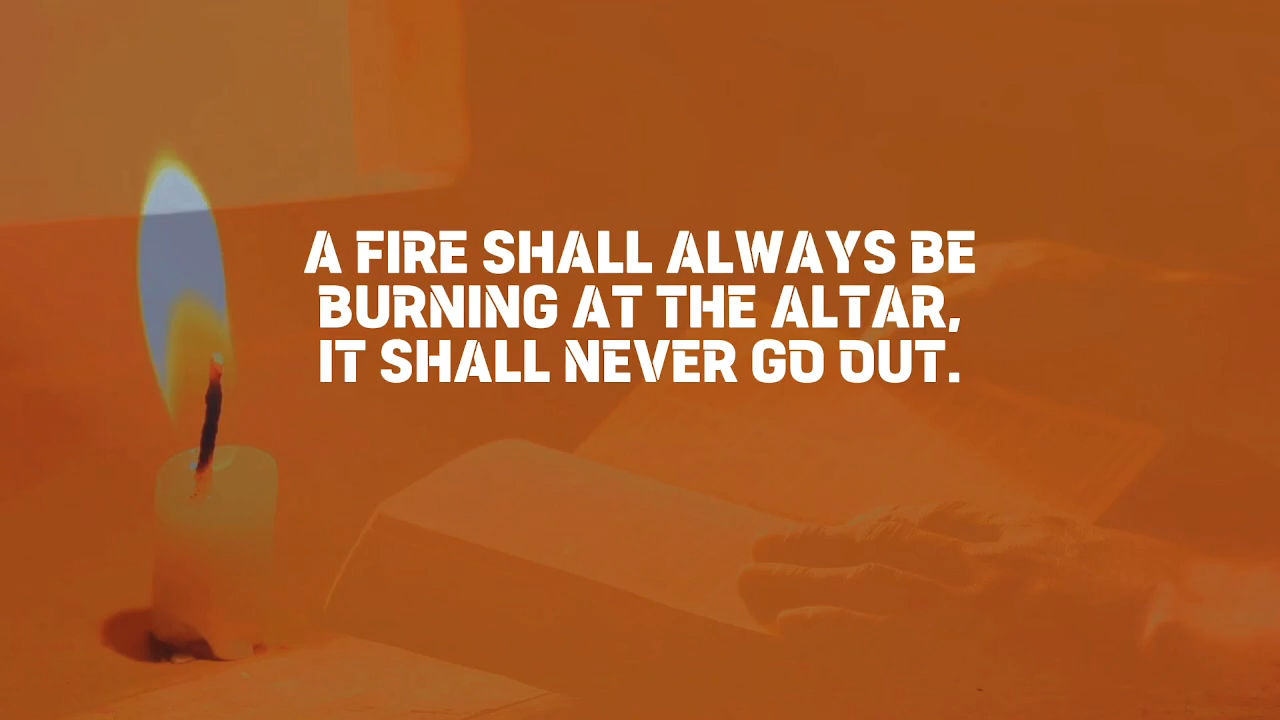 A FIRE SHALL ALWAYS BE
BURNING AT THE ALTAR,
IT SHALL NEVER GO OUT.